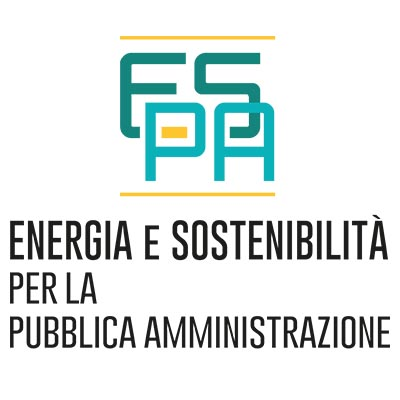 ES
PA
ENERGIA E SOSTENIBILITÀ
PER LA
PUBBLICA AMMINISTRAZIONE